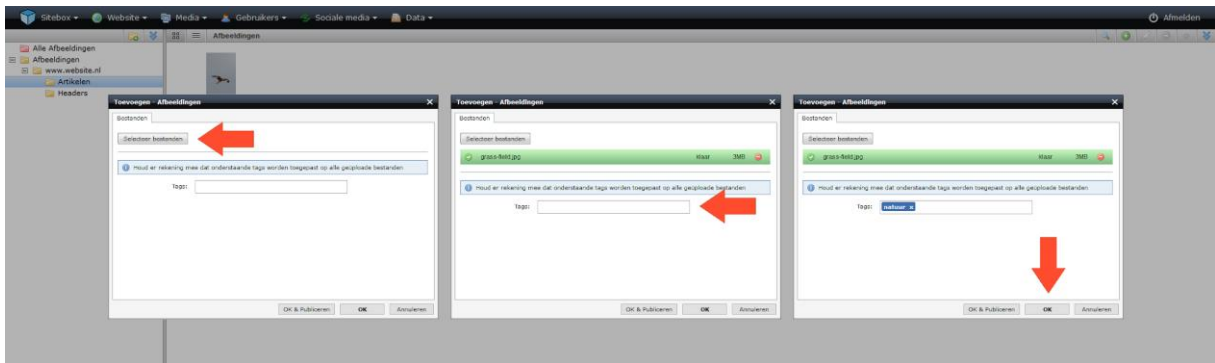 Sitebox Website Media Gebruikers Sociale media Data Afmelden
Afbeeldingen
Alle Afbeeldingen
Afbeeldingen
www.website.nl
Artikelen
Headers
Toevoegen - Afbeeldingen X
Bestanden
Selecteer bestanden
Houd er rekening mee dat onderstaande tags worden toegepast op alle geüploade bestanden
Tags:
OK & Publiceren OK Annuleren
Toevoegen - Afbeeldingen X
Bestanden
Selecteer bestanden
grass-field.jpg klaar 3MB
Houd er rekening mee dat onderstaande tags worden toegepast op alle geüploade bestanden
Tags:
OK & Publiceren OK Annuleren
Toevoegen - Afbeeldingen X
Bestanden
Selecteer bestanden
grass-field.jpg klaar 3MB
Houd er rekening mee dat onderstaande tags worden toegepast op alle geüploade bestanden
Tags: natuur x
OK & Publiceren OK Annuleren